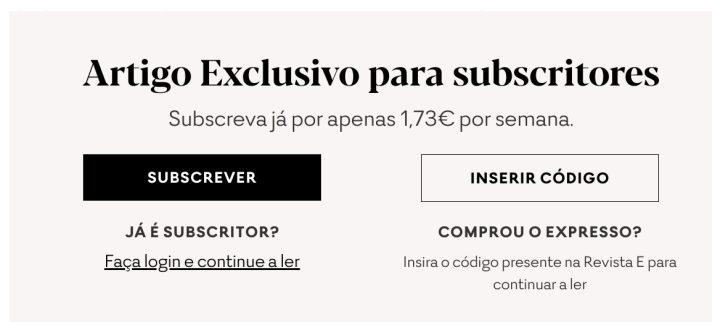 Artigo Exclusivo para subscritores
Subscreva já por apenas 1,73€ por semana.
SUBSCREVER
JÁ É SUBSCRITOR?
Faça login e continue a ler
INSERIR CÓDIGO
COMPROU O EXPRESSO?
Insira o código presente na Revista E para
continuar a ler